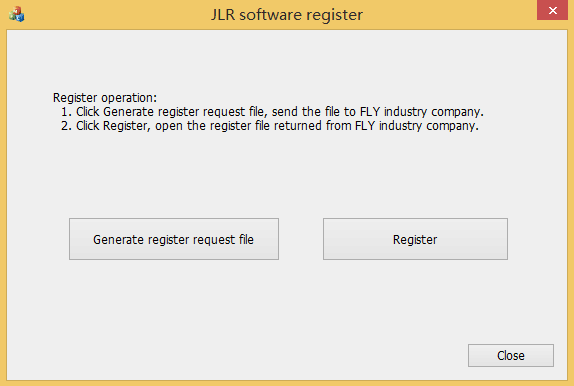 JLR software register
Register operation:
1. Click Generate register request file, send the file to FLY industry company.
2. Click Register, open the register file returned from FLY industry company.
Generate register request file
Register
Close